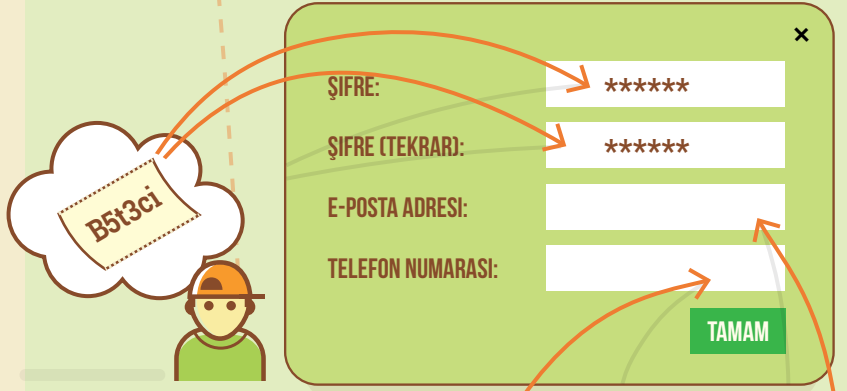 ×
ŞIFRE: ******
ŞIFRE (TEKRAR): ******
B5t3ci
E-POSTA ADRESI:
TELEFON NUMARASI:
TAMAM